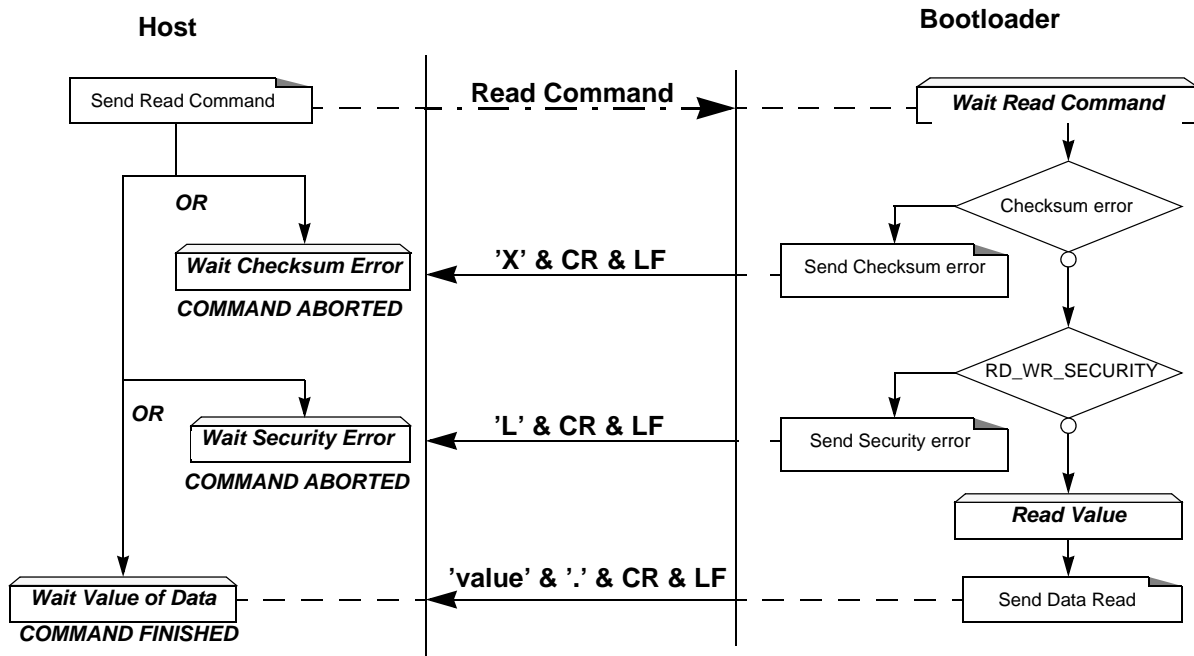 Host
Bootloader
Send Read Command
Read Command
Wait Read Command
OR
Checksum error
Wait Checksum Error
'X' & CR & LF
Send Checksum error
COMMAND ABORTED
RD_WR_SECURITY
OR
Wait Security Error
'L' & CR & LF
Send Security error
COMMAND ABORTED
Read Value
'value' & '.' & CR & LF
Wait Value of Data
Send Data Read
COMMAND FINISHED